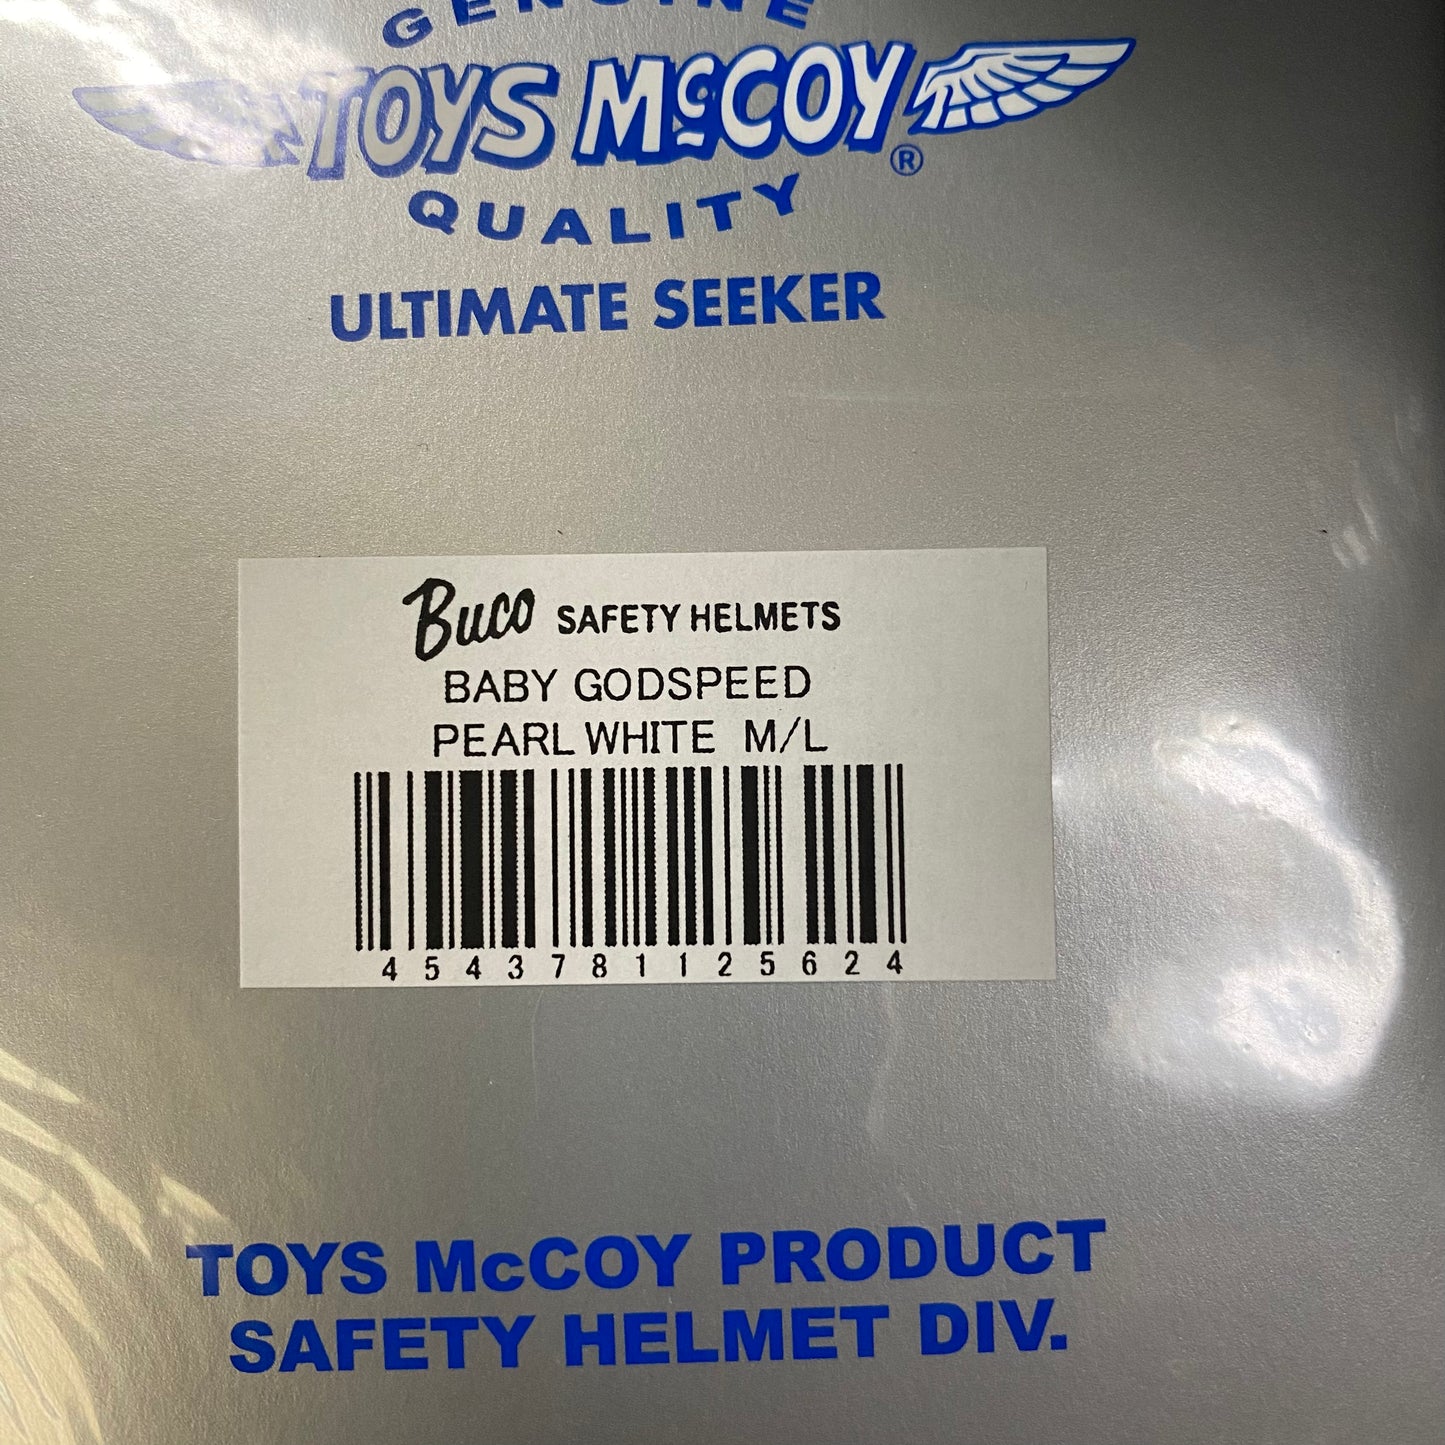 GENUINE
TOYS McCOY®
QUALITY
ULTIMATE SEEKER
Buco SAFETY HELMETS
BABY GODSPEED
PEARL WHITE M/L
4543781125624
TOYS McCOY PRODUCT
SAFETY HELMET DIV.